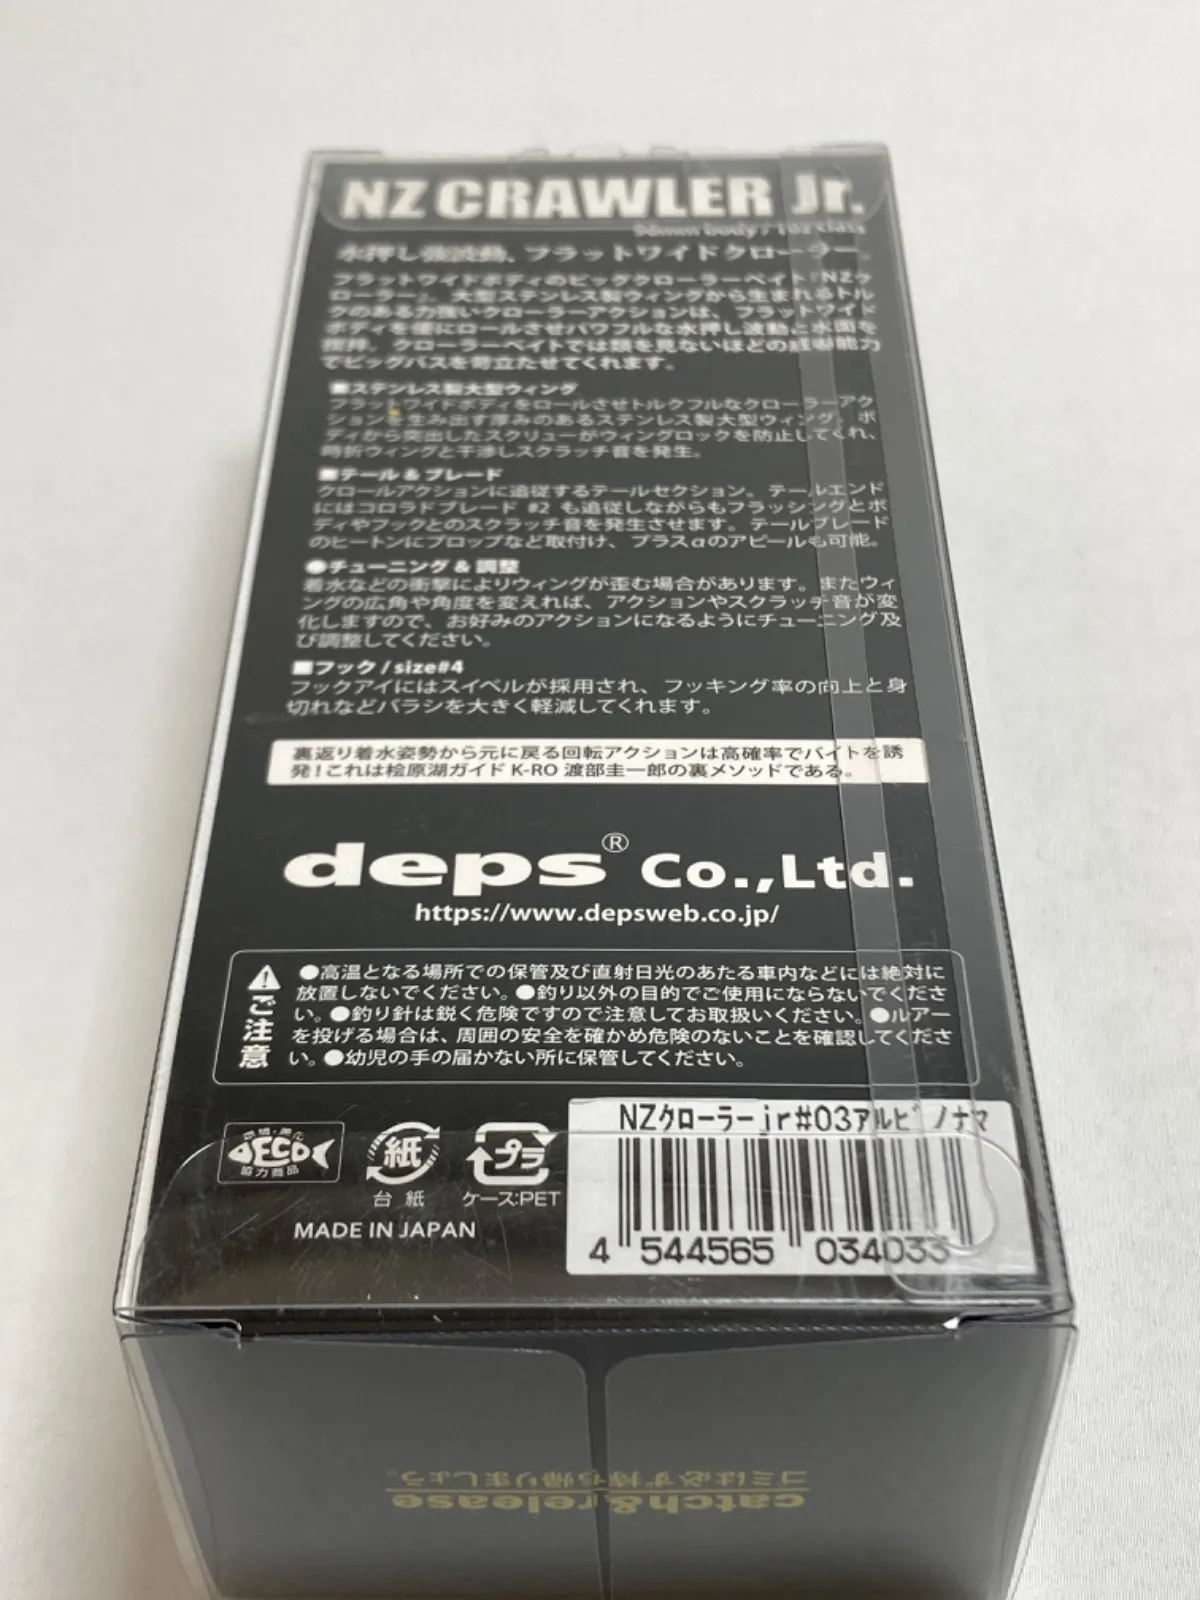 NZ CRAWLER Jr.
90mm body / 1oz class
水押し強波動、フラットワイドクローラー。
フラットワイドボディのビッグクローラーベイト『NZク
ローラー』。大型ステンレス製ウィングから生まれるトル
クのある力強いクローラーアクションは、フラットワイド
ボディを優にロールさせパワフルな水押し波動と水面を
撹拌。クローラーベイトでは類を見ないほどの
でビッグバスを苛立たせてくれます。
■ステンレス製大型ウィング
フラットワイドボディをロールさせトルクフルなクローラーアク
ションを生み出す厚みのあるステンレス製大型ウィング。ボ
ディから突出したスクリューがウィングロックを防止してくれ、
時折ウィングと干渉しスクラッチ音を発生。
■テール & ブレード
クロールアクションに追従するテールセクション。テールエンド
にはコロラドブレード #2 も追従しながらもフラッシングとボ
ディやフックとのスクラッチ音を発生させます。テールブレード
のヒートンにプロップなど取付け、プラスαのアピールも可能。
●チューニング & 調整
着水などの衝撃によりウィングが歪む場合があります。またウィ
ングの広角や角度を変えれば、アクションやスクラッチ音が変
化しますので、お好みのアクションになるようにチューニング及
び調整してください。
■フック / size#4
フックアイにはスイベルが採用され、フッキング率の向上と身
切れなどバラシを大きく軽減してくれます。
裏返り着水姿勢から元に戻る回転アクションは高確率でバイトを誘
発！これは桧原湖ガイド K-RO 渡部圭一郎の裏メソッドである。
deps® Co.,Ltd.
https://www.depsweb.co.jp/
ご注意
●高温となる場所での保管及び直射日光のあたる車内などには絶対に
放置しないでください。●釣り以外の目的でご使用にならないでくださ
い。●釣り針は鋭く危険ですので注意してお取扱いください。●ルアー
を投げる場合は、周囲の安全を確かめ危険のないことを確認してくださ
い。●幼児の手の届かない所に保管してください。
環境・美化
ECO
協力商品
紙
台紙
プラ
ケース:PET
MADE IN JAPAN
NZクローラーjr#03アルビノナマ
4 544565 034033
catch&release
ゴミは必ず持ち帰りましょう。